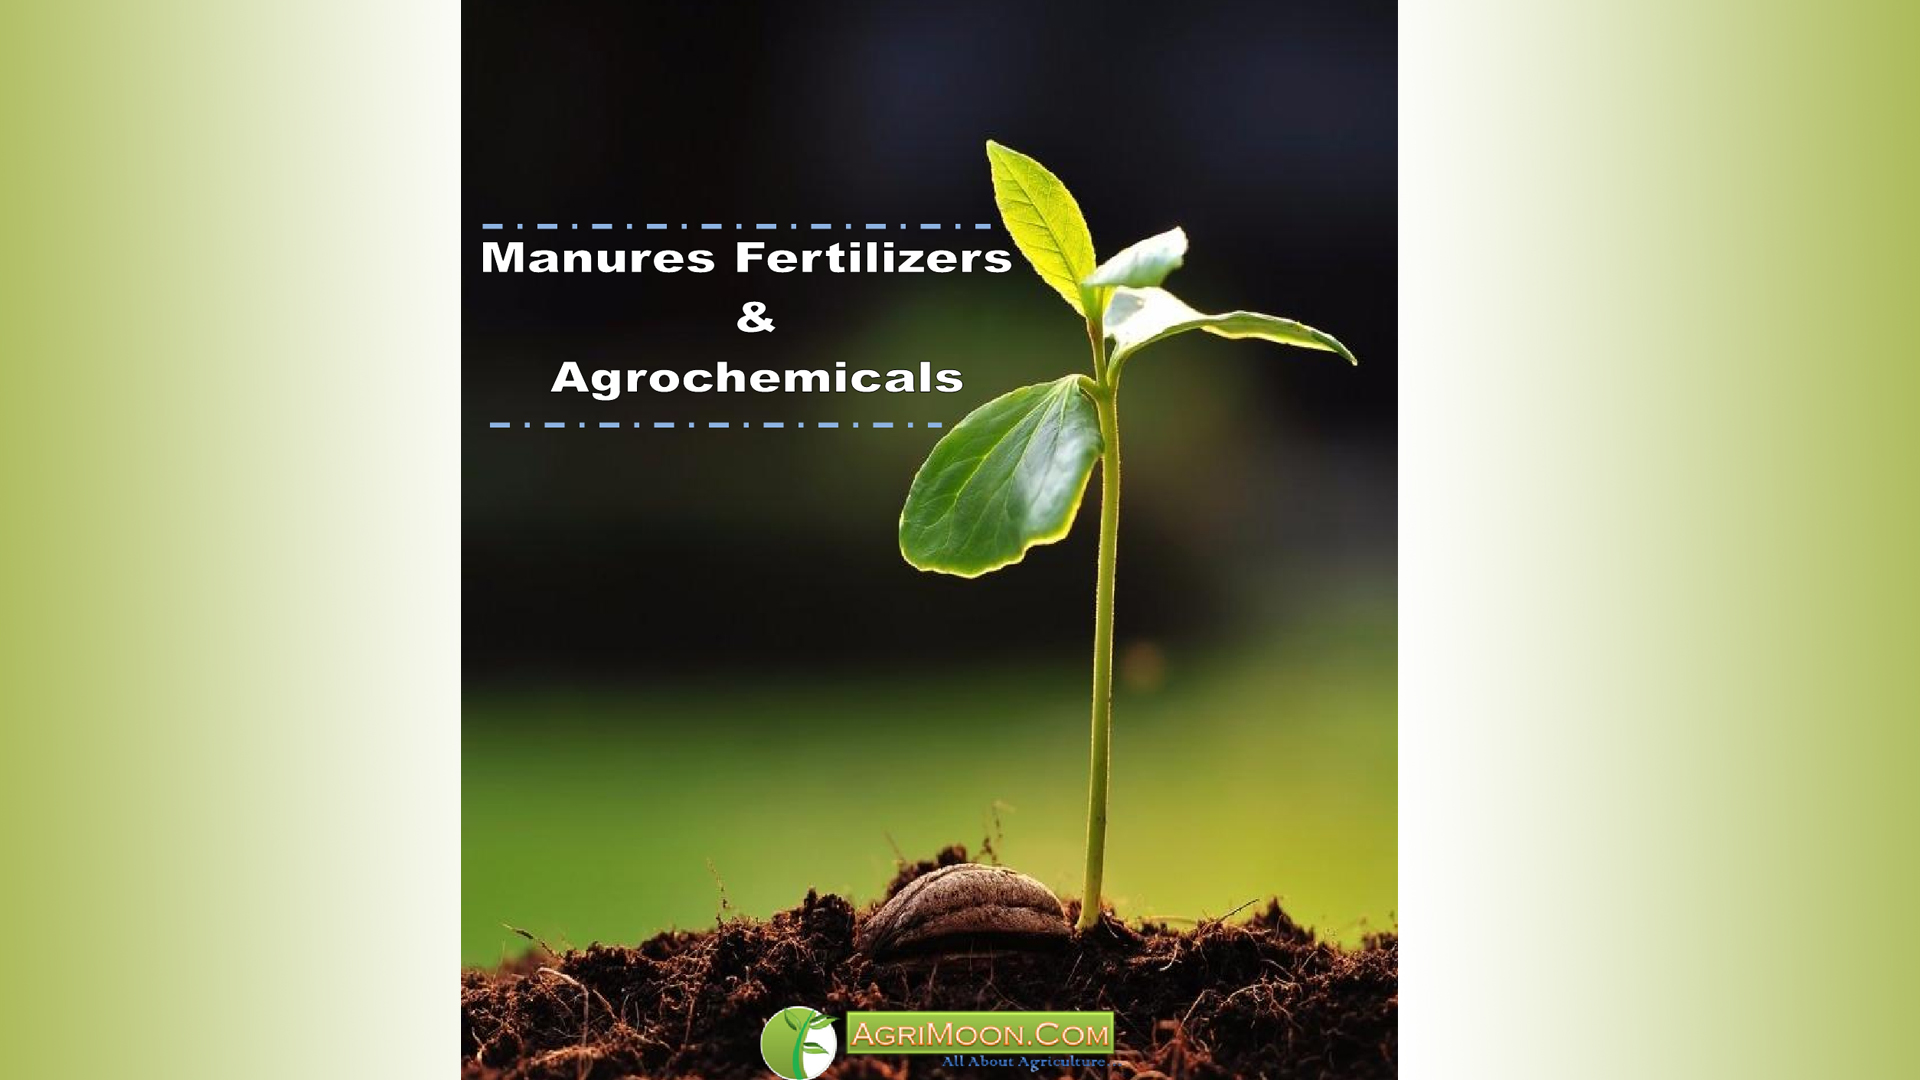 Manures Fertilizers
&
Agrochemicals
AGRIMOON.COM
All About Agriculture